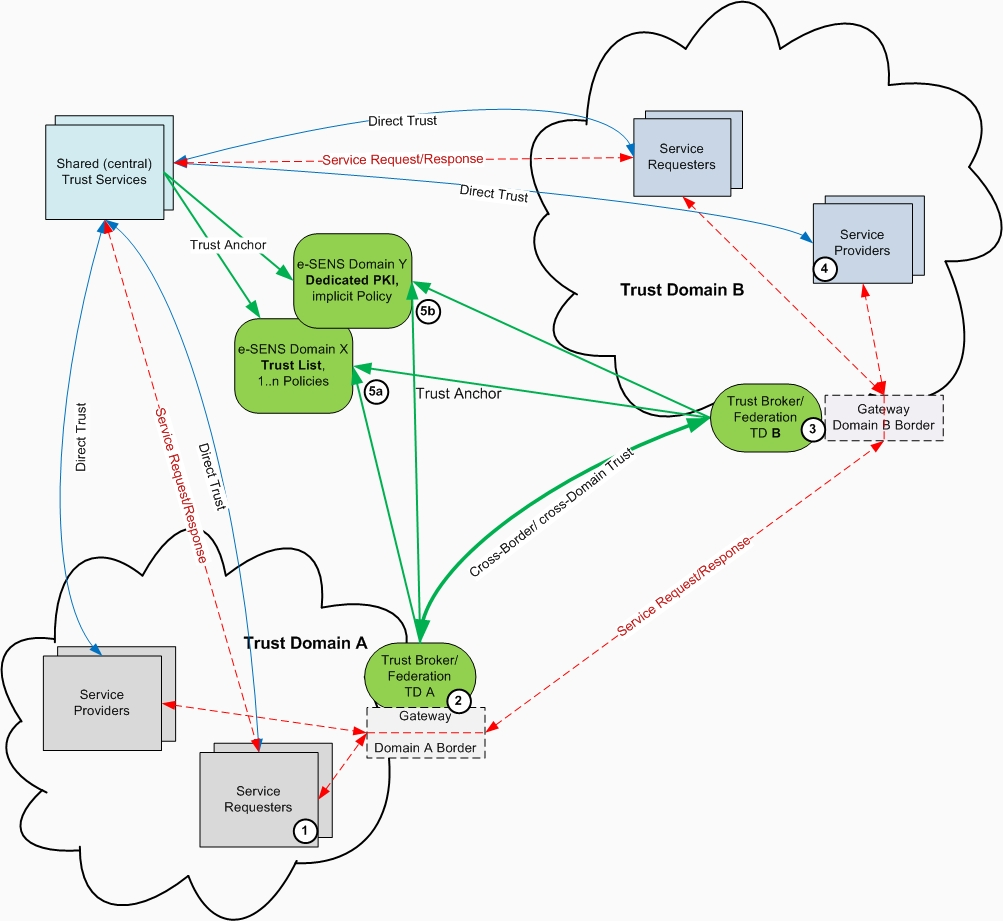 Direct Trust
Shared (central)
Trust Services
Service Request/Response
Service
Requesters
Direct Trust
Service
Providers
4
Trust Anchor
e-SENS Domain Y
Dedicated PKI,
implicit Policy
5b
Trust Domain B
e-SENS Domain X
Trust List,
1..n Policies
5a
Trust Anchor
Trust Broker/
Federation
TD B
3
Gateway
Domain B Border
Direct Trust
Service Request/Response
Direct Trust
Cross-Border/ cross-Domain Trust
Service Request/Response
Trust Domain A
Trust Broker/
Federation
TD A
2
Gateway
Domain A Border
Service
Providers
Service
Requesters
1